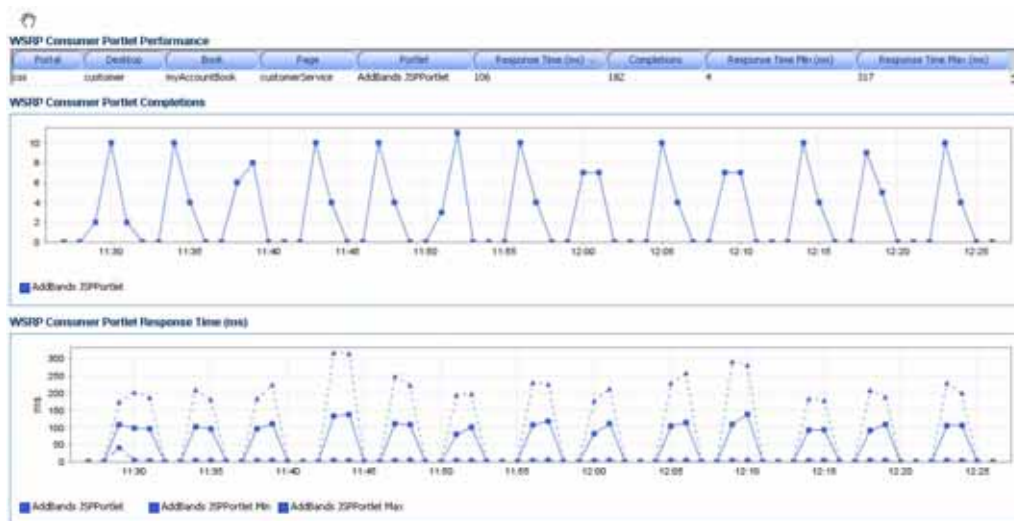 WSRP Consumer Portlet Performance
Portal Desktop Book Page Portlet Response Time (ms) Completions Response Time Min (ms) Response Time Max (ms)
css customer myAccountBook customerService AddBands JSPPortlet 106 182 4 317
WSRP Consumer Portlet Completions
10
8
6
4
2
0
11:30 11:35 11:40 11:45 11:50 11:55 12:00 12:05 12:10 12:15 12:20 12:25
AddBands JSPPortlet
WSRP Consumer Portlet Response Time (ms)
300
250
200
150
100
50
0
ms
11:30 11:35 11:40 11:45 11:50 11:55 12:00 12:05 12:10 12:15 12:20 12:25
AddBands JSPPortlet AddBands JSPPortlet Min AddBands JSPPortlet Max